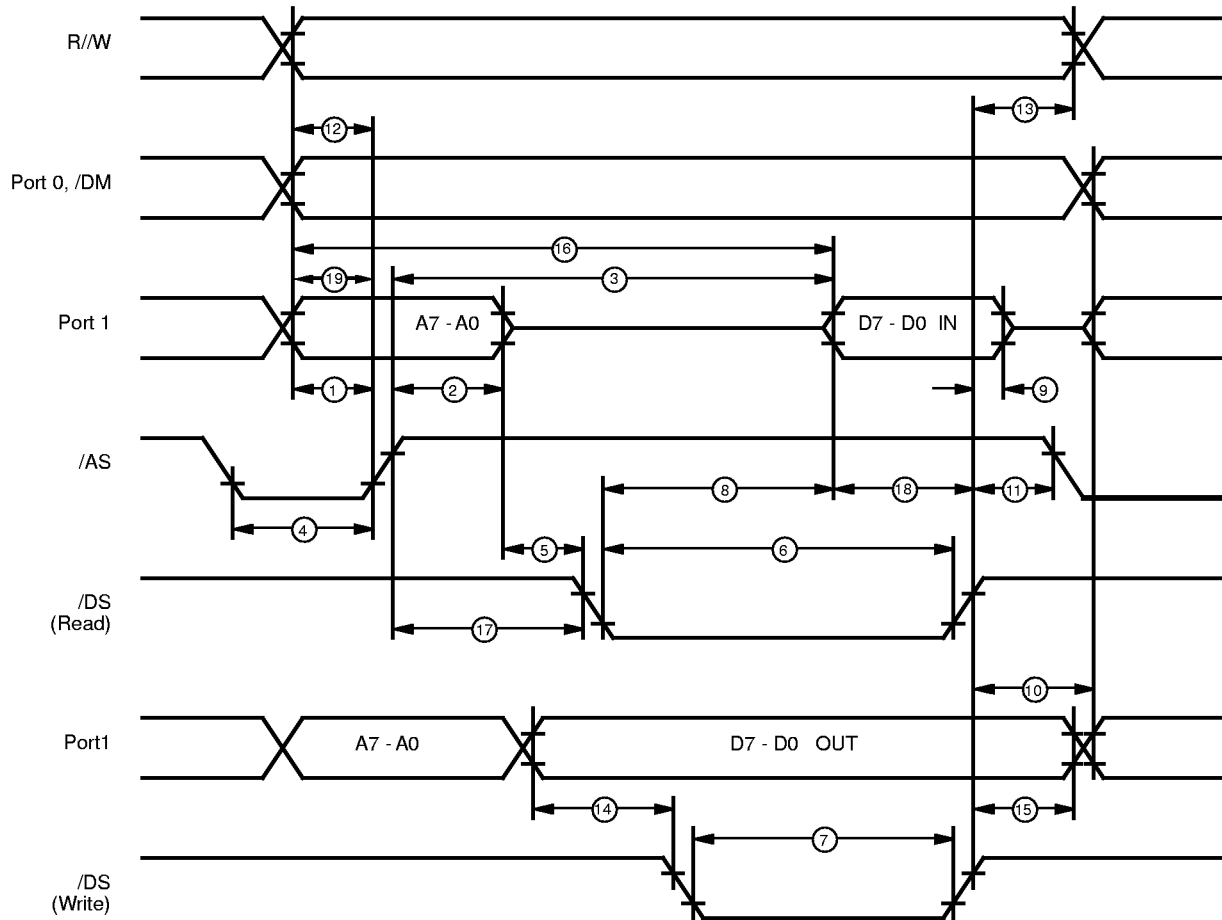 R//W
13
12
Port 0, /DM
16
19
3
Port 1
A7 - A0
D7 - D0 IN
1
2
9
/AS
8
18
11
4
5
6
/DS
(Read)
17
10
Port1
A7 - A0
D7 - D0 OUT
14
15
7
/DS
(Write)